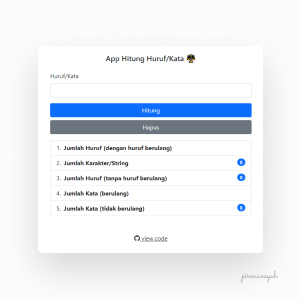 App Hitung Huruf/Kata
Huruf/Kata
Hitung
Hapus
1. Jumlah Huruf (dengan huruf berulang)
2. Jumlah Karakter/String 0
3. Jumlah Huruf (tanpa huruf berulang) 0
4. Jumlah Kata (berulang)
5. Jumlah Kata (tidak berulang) 0
view code
pirmansyah